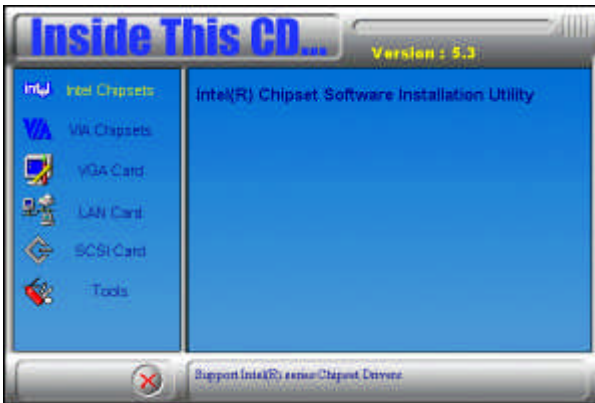 Inside This CD...
Version : 5.3
intel Intel Chipsets
Intel(R) Chipset Software Installation Utility
VIA VIA Chipsets
VGA Card
LAN Card
SCSI Card
Tools
Support Intel(R) series Chipset Drivers